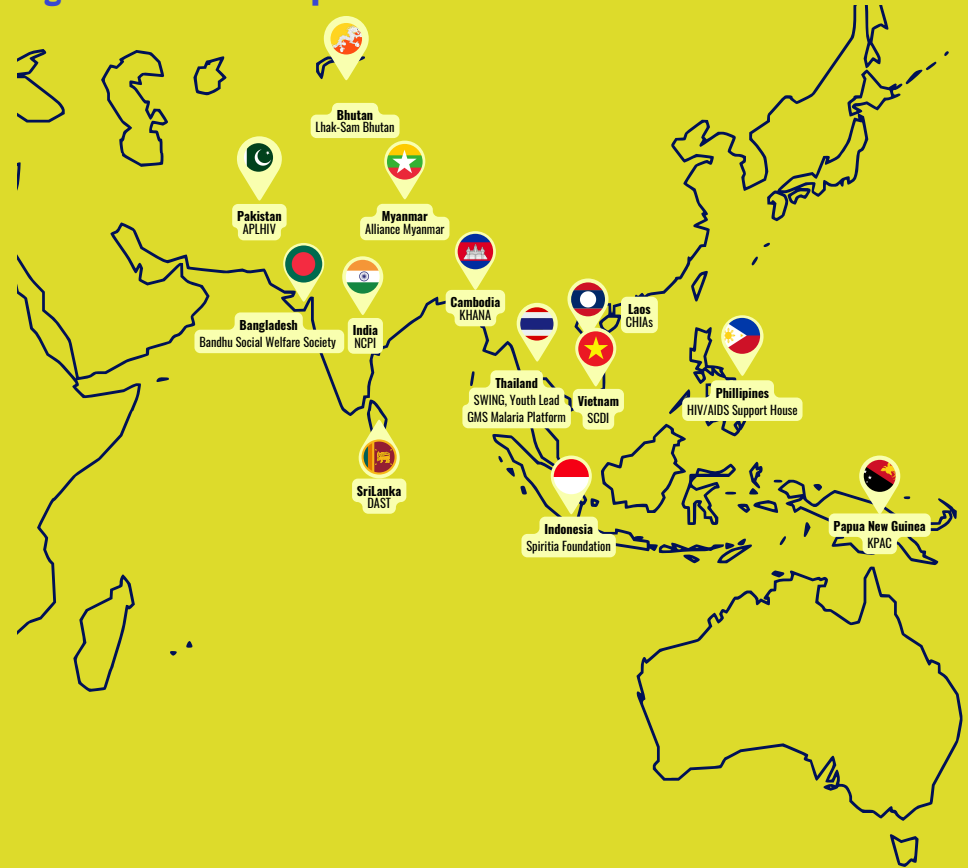 Bhutan
Lhak-Sam Bhutan
Pakistan
APLHIV
Myanmar
Alliance Myanmar
Cambodia
KHANA
Bangladesh
Bandhu Social Welfare Society
India
NCPI
Laos
CHIAs
Thailand
SWING, Youth Lead
GMS Malaria Platform
Vietnam
SCDI
Phillipines
HIV/AIDS Support House
SriLanka
DAST
Indonesia
Spiritia Foundation
Papua New Guinea
KPAC